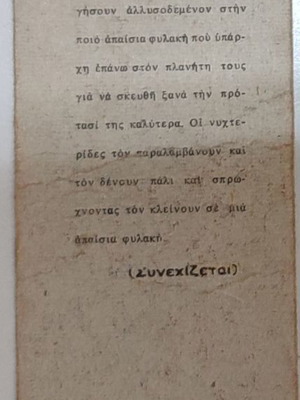 γήσουν ἁλλυσοδεμένον στήν
ποιό ἀπαίσια φυλακή πού ὑπάρ-
χη ἐπάνω στόν πλανήτη τους
γιά νά σκευθῆ ξανά τήν πρό-
τασί της καλύτερα. Οἱ νυχτε-
ρίδες τόν παραλαμβάνουν καί
τόν δένουν πάλι καί σπρώ-
χνοντας τόν κλείνουν σέ μιά
ἀπαίσια φυλακή.
(Συνεχίζεται)